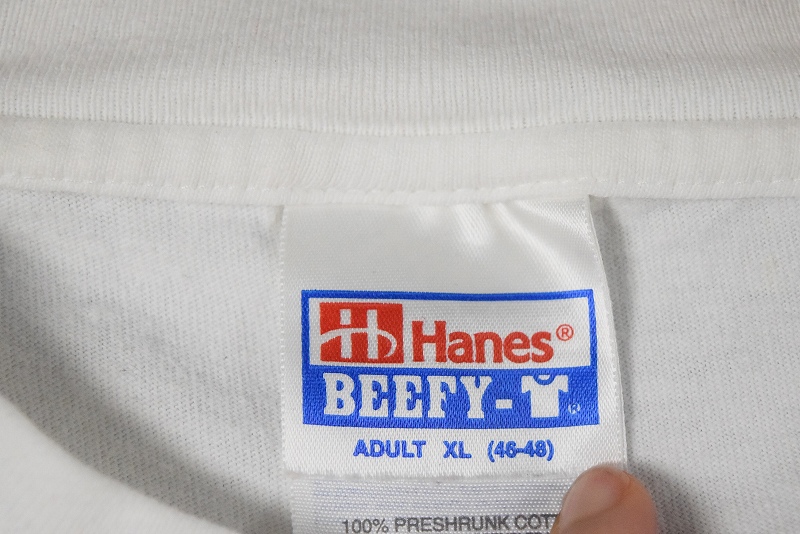 Hanes®
BEEFY-T®
ADULT XL (46-48)
100% PRESHRUNK